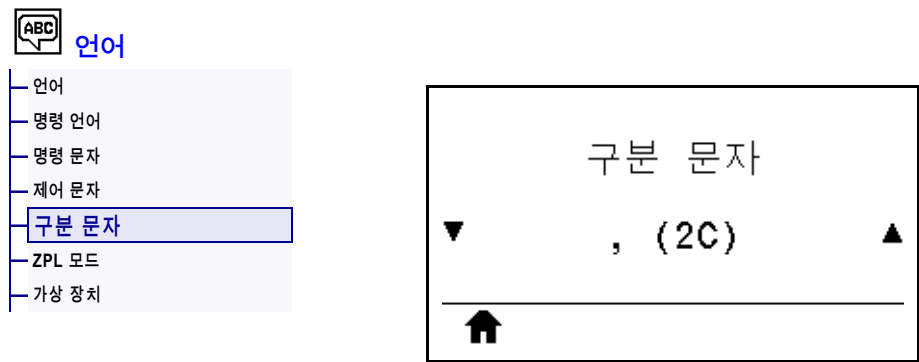 ABC
언어
언어
명령 언어
명령 문자
제어 문자
구분 문자
ZPL 모드
가상 장치
구분 문자
▼ , (2C) ▲